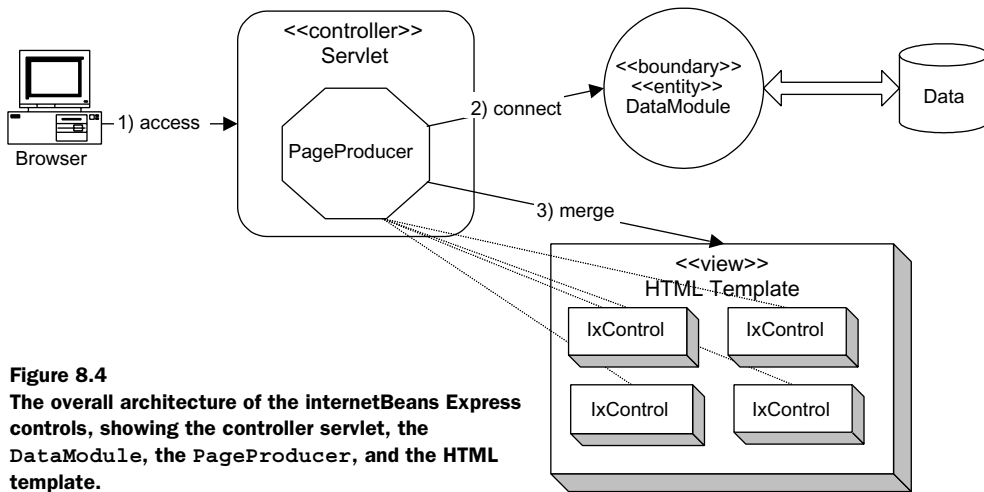 <<controller>>
Servlet
<<boundary>>
<<entity>>
DataModule
Data
1) access
2) connect
Browser
PageProducer
3) merge
<<view>>
HTML Template
IxControl
IxControl
IxControl
IxControl
Figure 8.4
The overall architecture of the internetBeans Express
controls, showing the controller servlet, the
DataModule, the PageProducer, and the HTML
template.